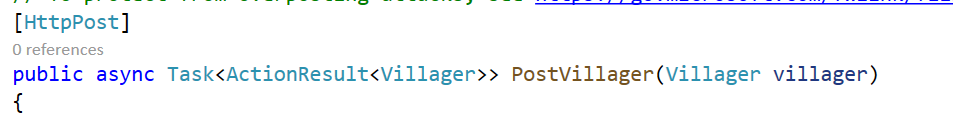 [HttpPost]
0 references
public async Task<ActionResult<Villager>> PostVillager(Villager villager)
{